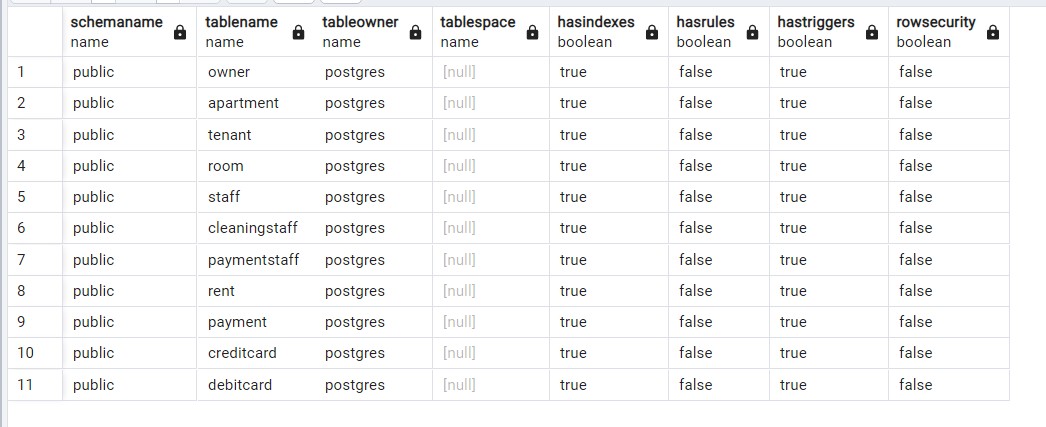 schemaname tablename tableowner tablespace hasindexes hasrules hastriggers rowsecurity
name name name name boolean boolean boolean boolean
1 public owner postgres [null] true false true false
2 public apartment postgres [null] true false true false
3 public tenant postgres [null] true false true false
4 public room postgres [null] true false true false
5 public staff postgres [null] true false true false
6 public cleaningstaff postgres [null] true false true false
7 public paymentstaff postgres [null] true false true false
8 public rent postgres [null] true false true false
9 public payment postgres [null] true false true false
10 public creditcard postgres [null] true false true false
11 public debitcard postgres [null] true false true false